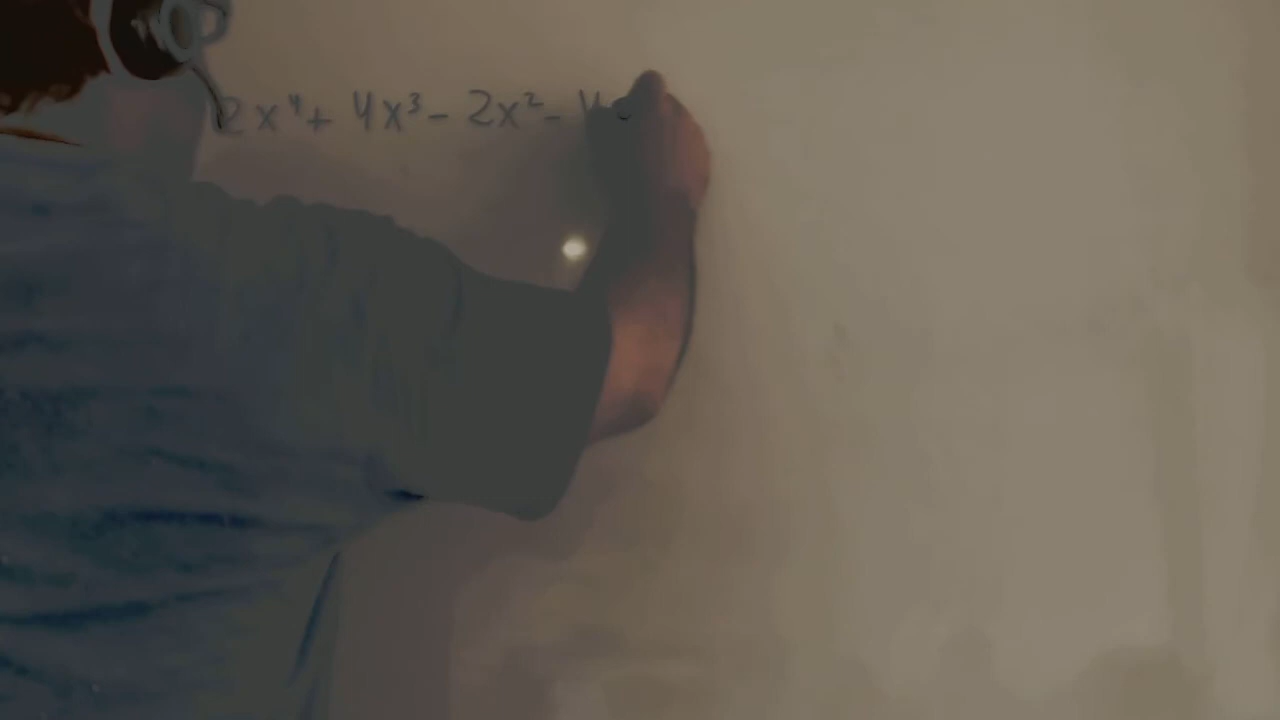 2x⁴ + 4x³ - 2x² -